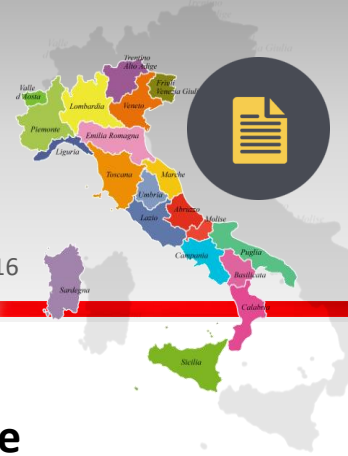 Trentino
Alto Adige
Friuli
Venezia Giuli
Valle
d'Aosta
Lombardia
Veneto
Piemonte
Emilia Romagna
Liguria
Toscana
Marche
Umbria
Abruzzo
Lazio
Molise
Puglia
Campania
Basilicata
16
Sardegna
Calabria
Sicilia
e